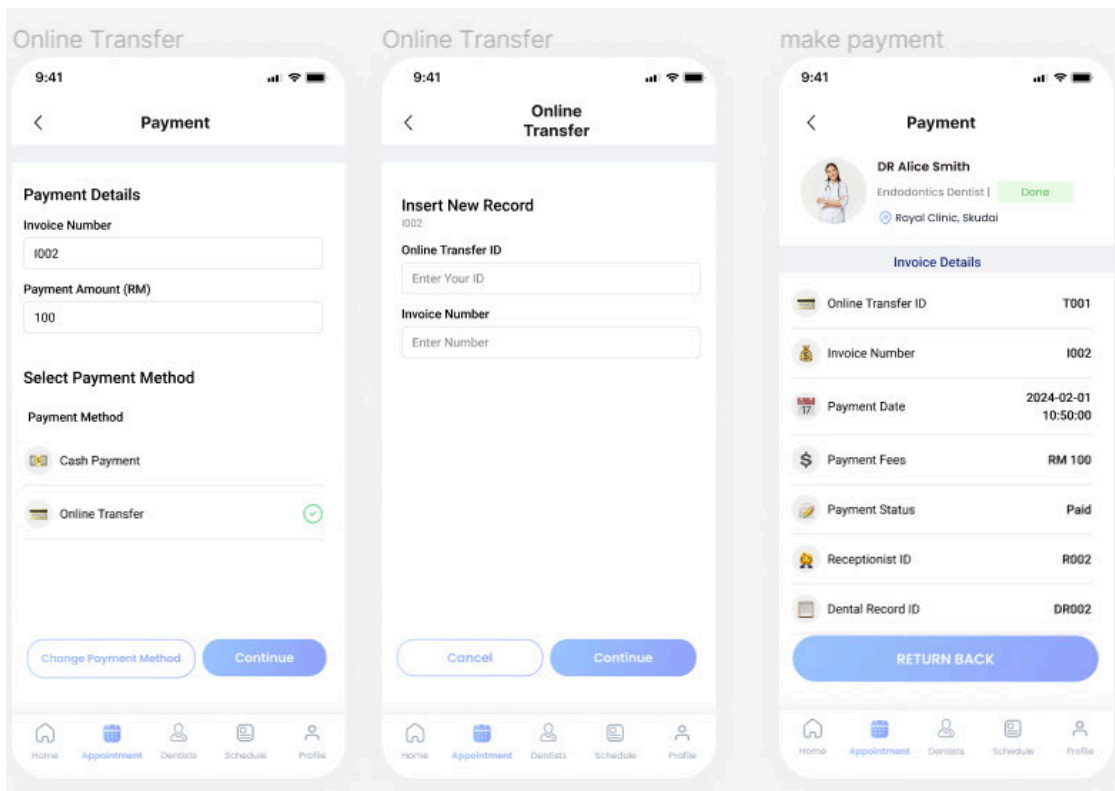 Online Transfer
9:41
Payment
Payment Details
Invoice Number
I002
Payment Amount (RM)
100
Select Payment Method
Payment Method
Cash Payment
Online Transfer
Change Payment Method
Continue
Home
Appointment
Dentists
Schedule
Profile
Online Transfer
9:41
Online
Transfer
Insert New Record
I002
Online Transfer ID
Enter Your ID
Invoice Number
Enter Number
Cancel
Continue
Home
Appointment
Dentists
Schedule
Profile
make payment
9:41
Payment
DR Alice Smith
Endodontics Dentist |
Done
Royal Clinic, Skudai
Invoice Details
Online Transfer ID T001
Invoice Number I002
Payment Date 2024-02-01
10:50:00
Payment Fees RM 100
Payment Status Paid
Receptionist ID R002
Dental Record ID DR002
RETURN BACK
Home
Appointment
Dentists
Schedule
Profile